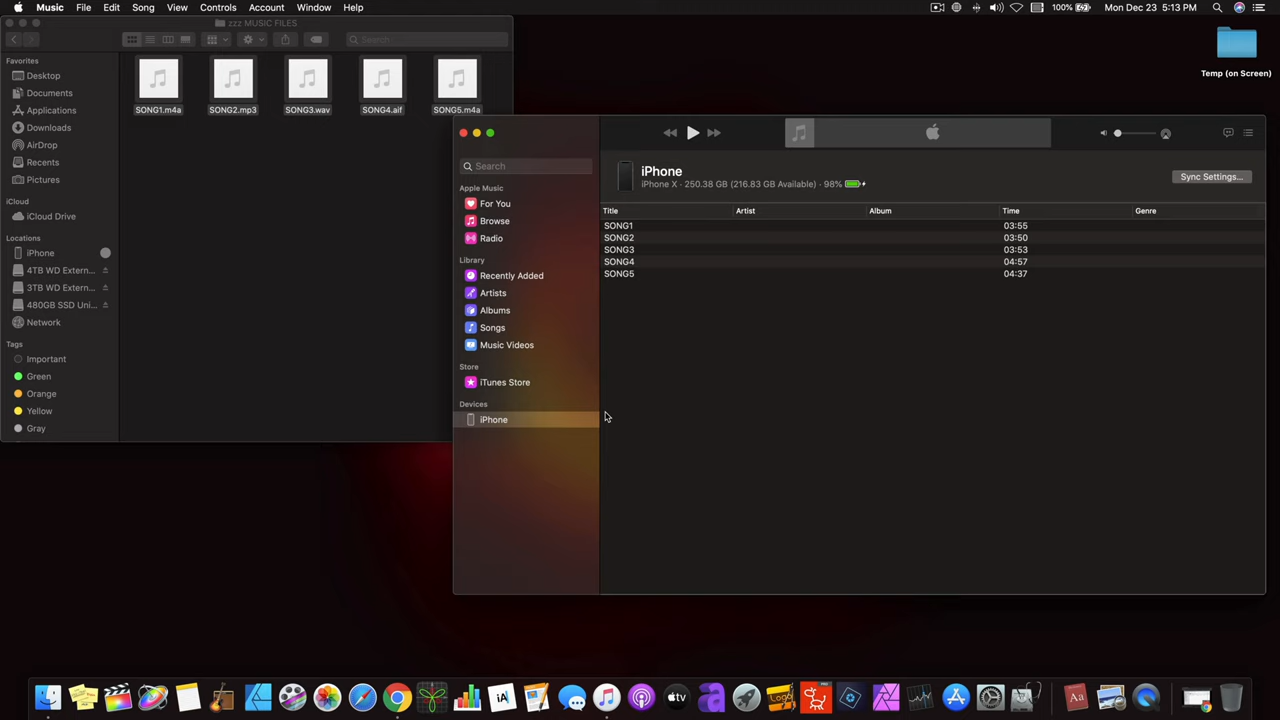 Music File Edit Song View Controls Account Window Help 100% Mon Dec 23 5:13 PM
zzz MUSIC FILES
Search
Favorites
Desktop
Documents
Applications
Downloads
AirDrop
Recents
Pictures
iCloud
iCloud Drive
Locations
iPhone
4TB WD Extern...
3TB WD Extern...
480GB SSD Uni...
Network
Tags
Important
Green
Orange
Yellow
Gray
SONG1.m4a SONG2.mp3 SONG3.wav SONG4.aif SONG5.m4a
Temp (on Screen)
Search
Apple Music
For You
Browse
Radio
Library
Recently Added
Artists
Albums
Songs
Music Videos
Store
iTunes Store
Devices
iPhone
iPhone
iPhone X - 250.38 GB (216.83 GB Available) - 98%
Sync Settings...
Title Artist Album Time Genre
SONG1 03:55
SONG2 03:50
SONG3 03:53
SONG4 04:57
SONG5 04:37
iA
tv
Aa